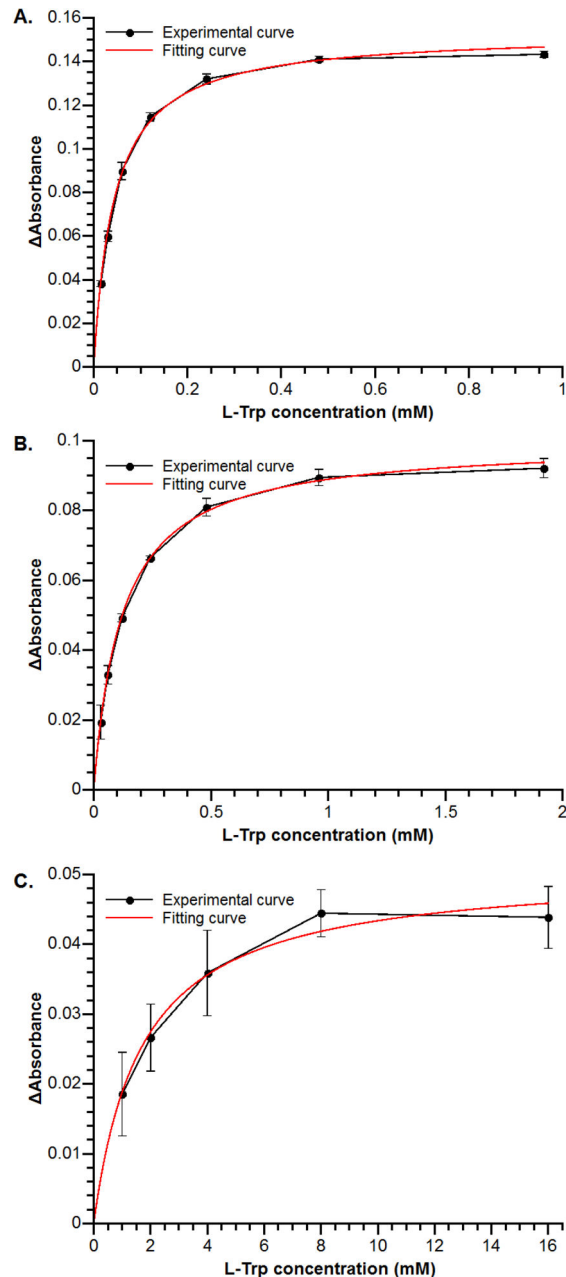 A.
0.16
0.14
0.12
0.1
0.08
0.06
0.04
0.02
0
ΔAbsorbance
Experimental curve
Fitting curve
0 0.2 0.4 0.6 0.8 1
L-Trp concentration (mM)
B.
0.1
0.08
0.06
0.04
0.02
0
ΔAbsorbance
Experimental curve
Fitting curve
0 0.5 1 1.5 2
L-Trp concentration (mM)
C.
0.05
0.04
0.03
0.02
0.01
0
ΔAbsorbance
Experimental curve
Fitting curve
0 2 4 6 8 10 12 14 16
L-Trp concentration (mM)